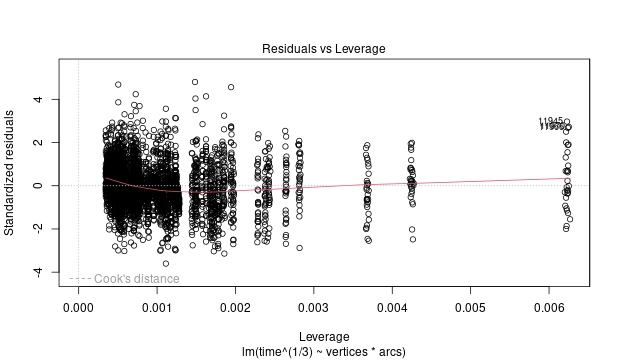 Residuals vs Leverage
Standardized residuals
4
2
0
-2
-4
11945
Cook's distance
0.000 0.001 0.002 0.003 0.004 0.005 0.006
Leverage
lm(time^(1/3) ~ vertices * arcs)